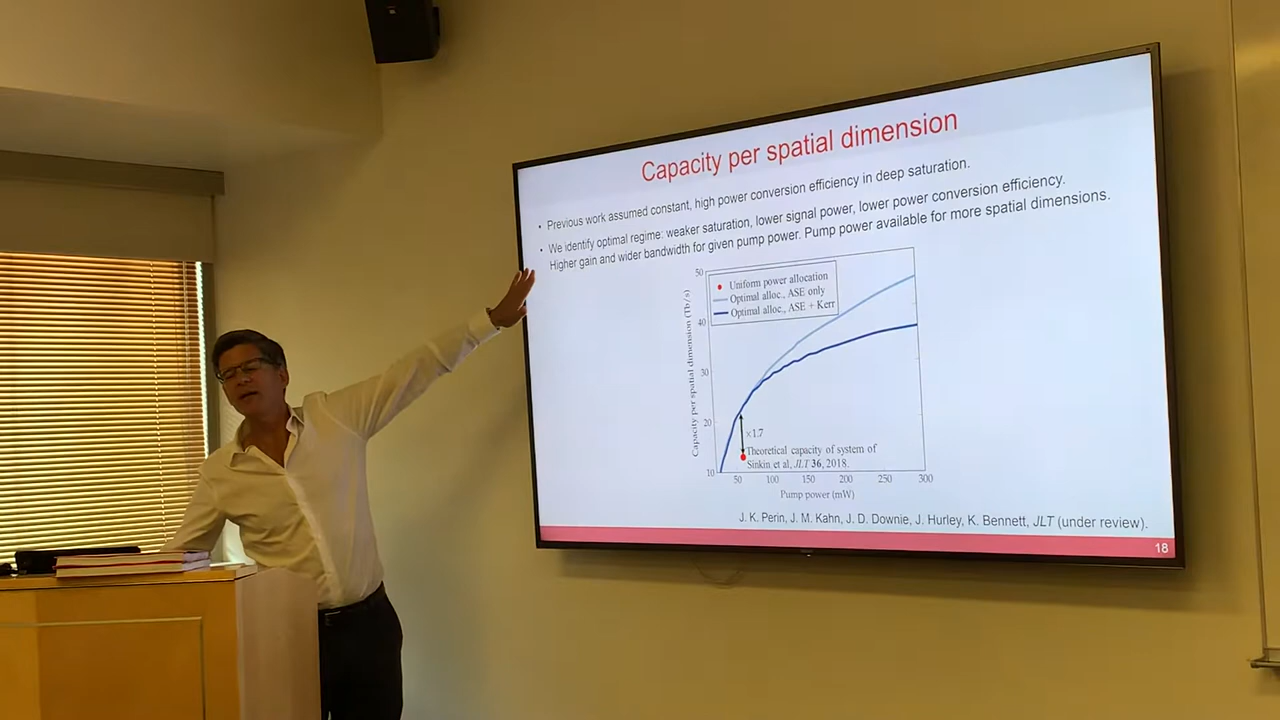 Capacity per spatial dimension
• Previous work assumed constant, high power conversion efficiency in deep saturation.
• We identify optimal regime: weaker saturation, lower signal power, lower power conversion efficiency.
Higher gain and wider bandwidth for given pump power. Pump power available for more spatial dimensions.
Capacity per spatial dimension (Tb/s)
50
40
30
20
10
Uniform power allocation
Optimal alloc., ASE only
Optimal alloc., ASE + Kerr
×1.7
Theoretical capacity of system of
Sinkin et al, JLT 36, 2018.
50 100 150 200 250 300
Pump power (mW)
J. K. Perin, J. M. Kahn, J. D. Downie, J. Hurley, K. Bennett, JLT (under review).
18